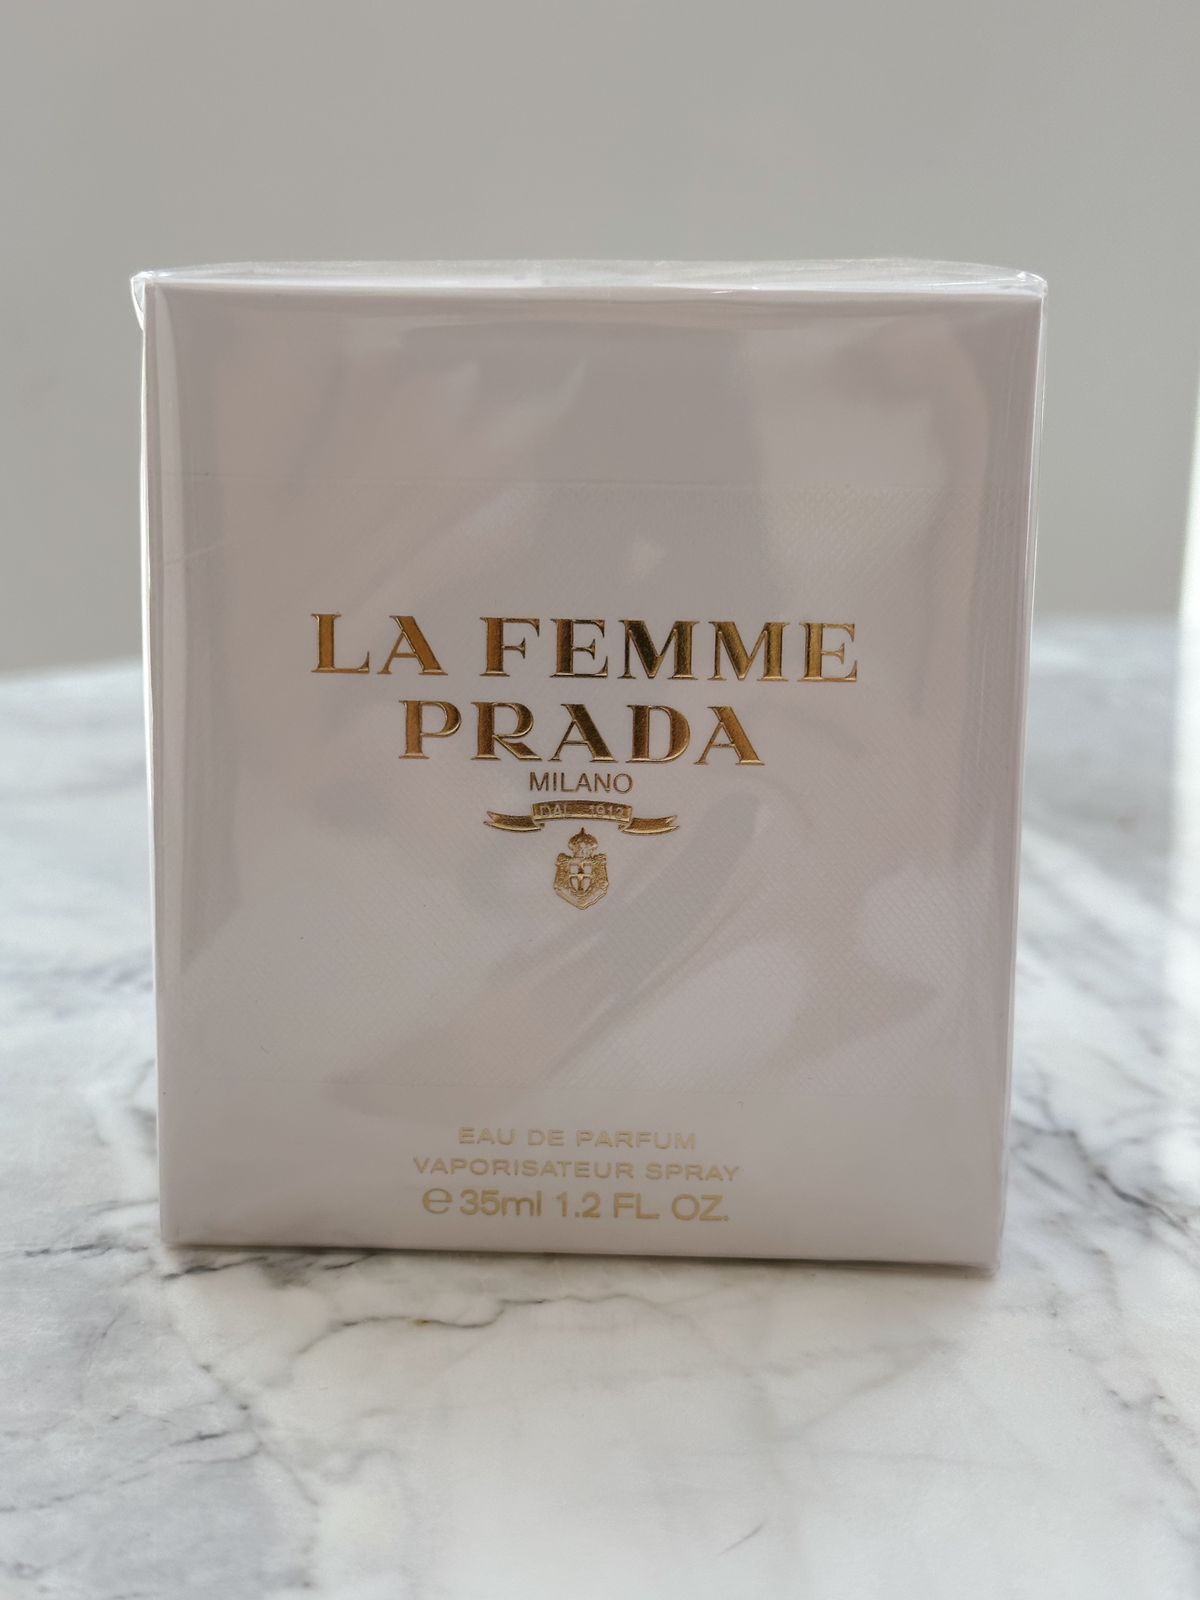 LA FEMME
PRADA
MILANO
DAL 1913
EAU DE PARFUM
VAPORISATEUR SPRAY
℮ 35ml 1.2 FL. OZ.